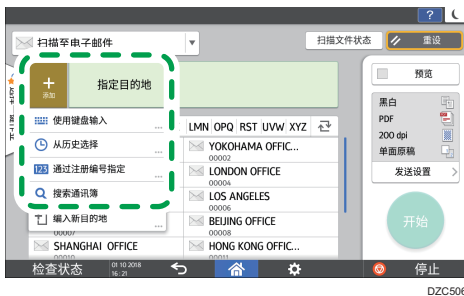 ?
扫描至电子邮件
扫描文件状态
重设
添加
指定目的地
预览
使用键盘输入
...
从历史选择
...
123 通过注册编号指定
...
搜索通讯簿
...
编入新目的地
...
LMN OPQ RST UVW XYZ
YOKOHAMA OFFIC...
00002
LONDON OFFICE
00004
LOS ANGELES
00006
00007
BEIJING OFFICE
00008
SHANGHAI OFFICE
00010
HONG KONG OFFIC...
00011
黑白
PDF
200 dpi
单面原稿
发送设置
开始
检查状态
01 10 2018
16:21
停止
DZC506